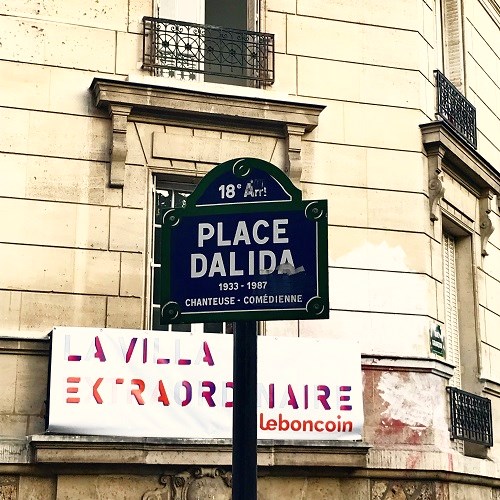 18e Arrt
PLACE
DALIDA
1933 - 1987
CHANTEUSE - COMÉDIENNE
LA VILLA
EXTRAORDINAIRE
leboncoin